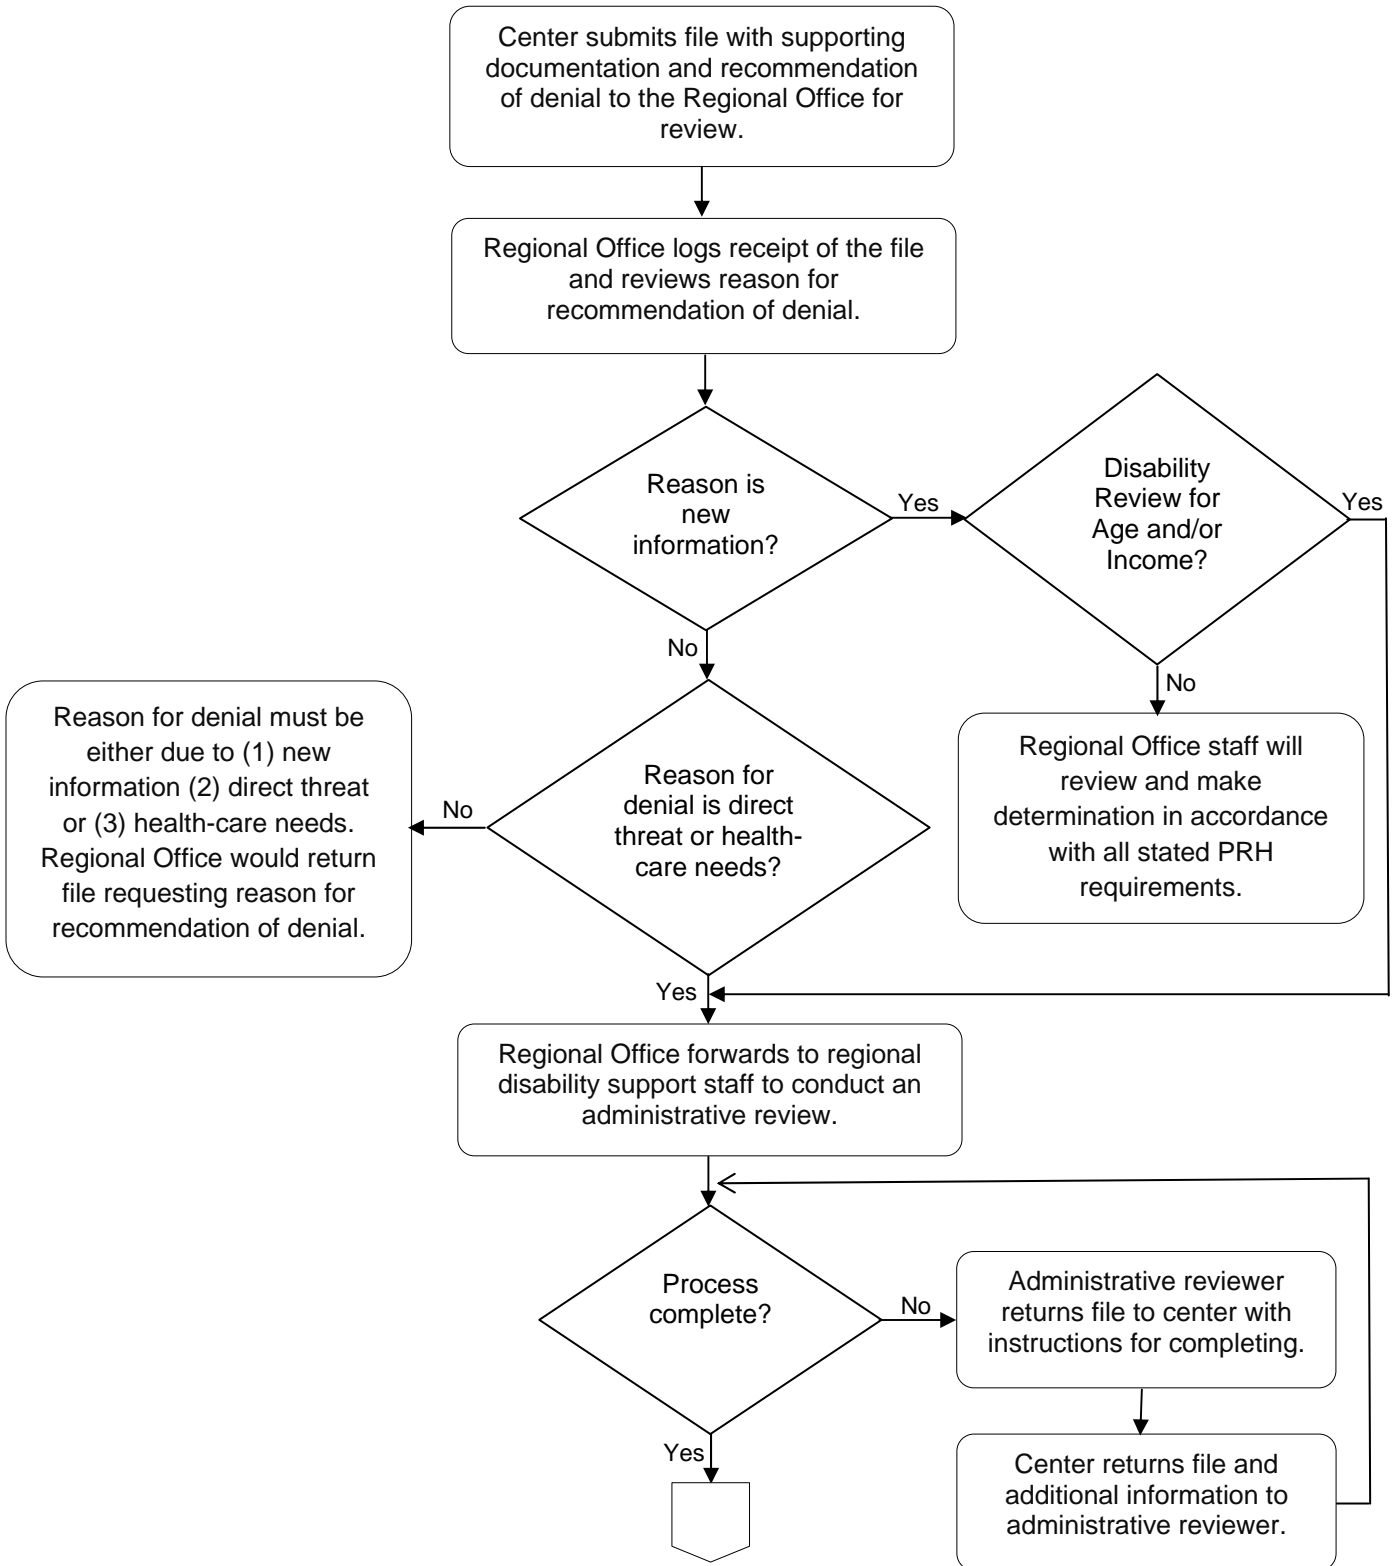 Center submits file with supporting
documentation and recommendation
of denial to the Regional Office for
review.
Regional Office logs receipt of the file
and reviews reason for
recommendation of denial.
Reason is
new
information?
Yes
Disability
Review for
Age and/or
Income?
Yes
No
No
Regional Office staff will
review and make
determination in accordance
with all stated PRH
requirements.
Reason for
denial is direct
threat or health-
care needs?
No
Reason for denial must be
either due to (1) new
information (2) direct threat
or (3) health-care needs.
Regional Office would return
file requesting reason for
recommendation of denial.
Yes
Regional Office forwards to regional
disability support staff to conduct an
administrative review.
Process
complete?
No
Administrative reviewer
returns file to center with
instructions for completing.
Yes
Center returns file and
additional information to
administrative reviewer.